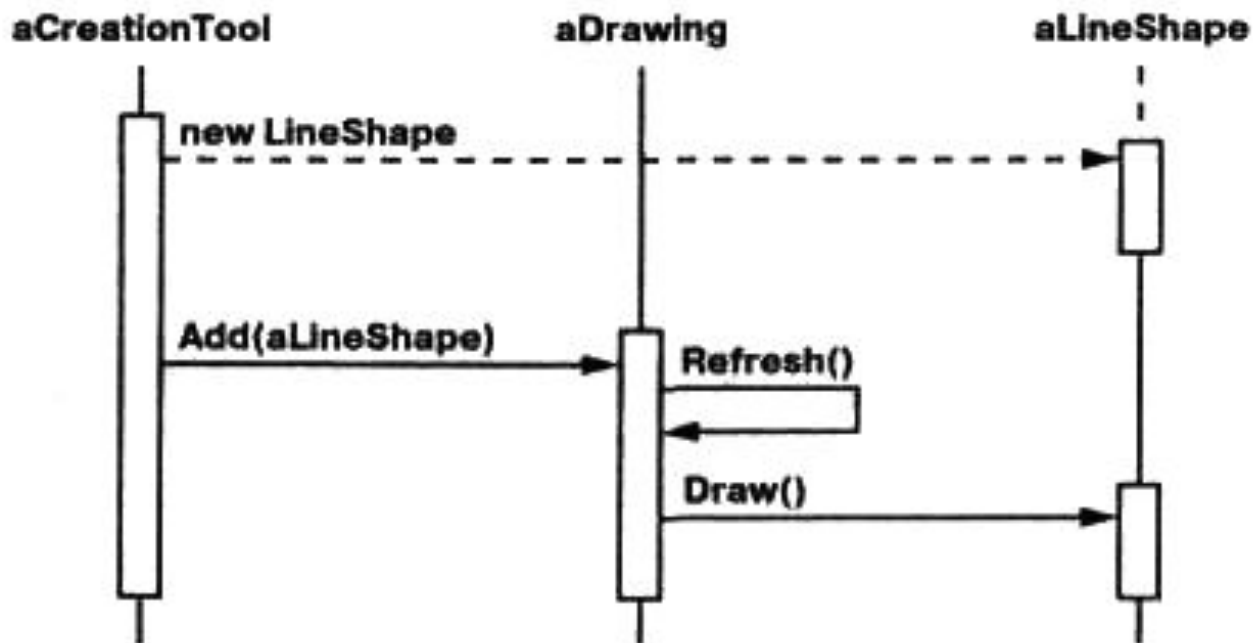 aCreationTool aDrawing aLineShape
new LineShape
Add(aLineShape)
Refresh()
Draw()